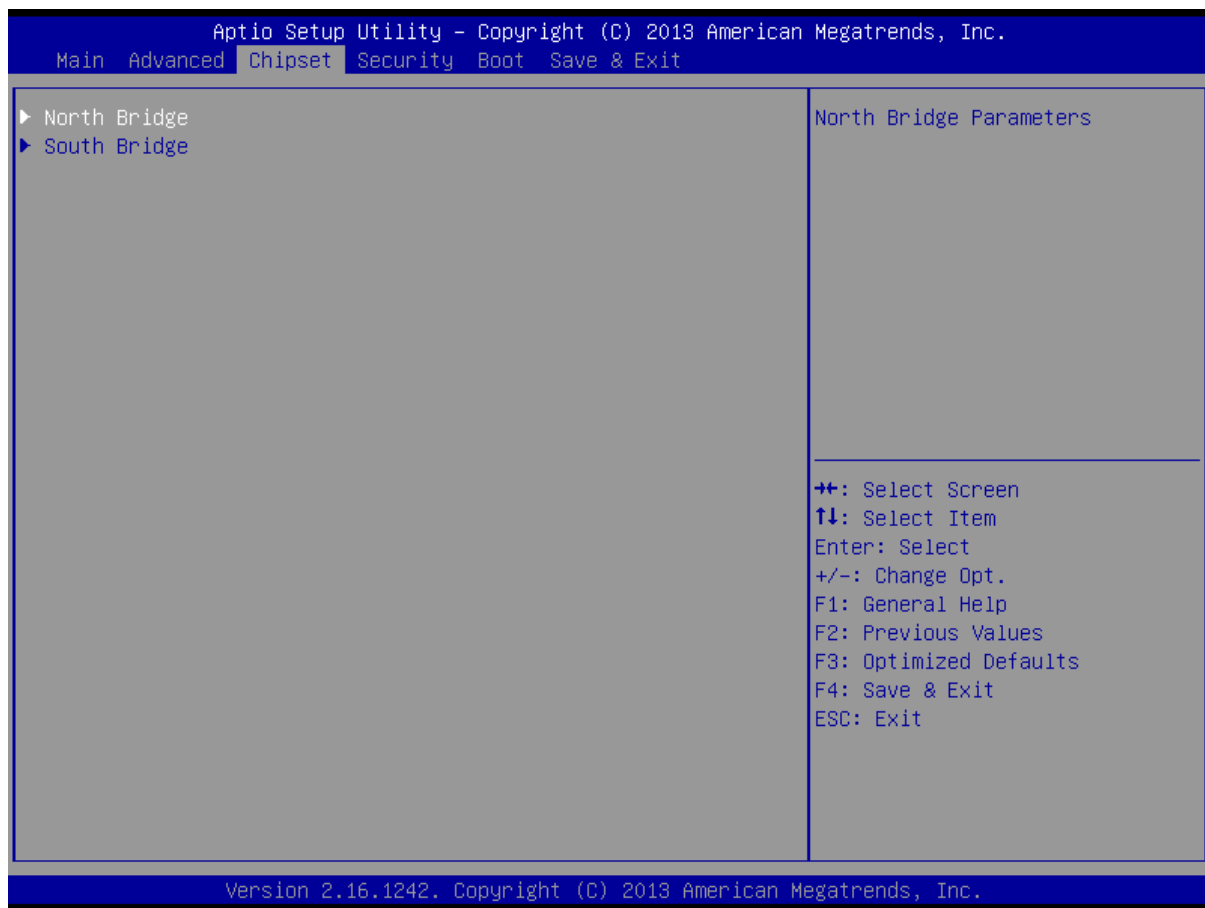 Aptio Setup Utility – Copyright (C) 2013 American Megatrends, Inc.
Main Advanced Chipset Security Boot Save & Exit
▶ North Bridge
▶ South Bridge
North Bridge Parameters
→←: Select Screen
↑↓: Select Item
Enter: Select
+/-: Change Opt.
F1: General Help
F2: Previous Values
F3: Optimized Defaults
F4: Save & Exit
ESC: Exit
Version 2.16.1242. Copyright (C) 2013 American Megatrends, Inc.